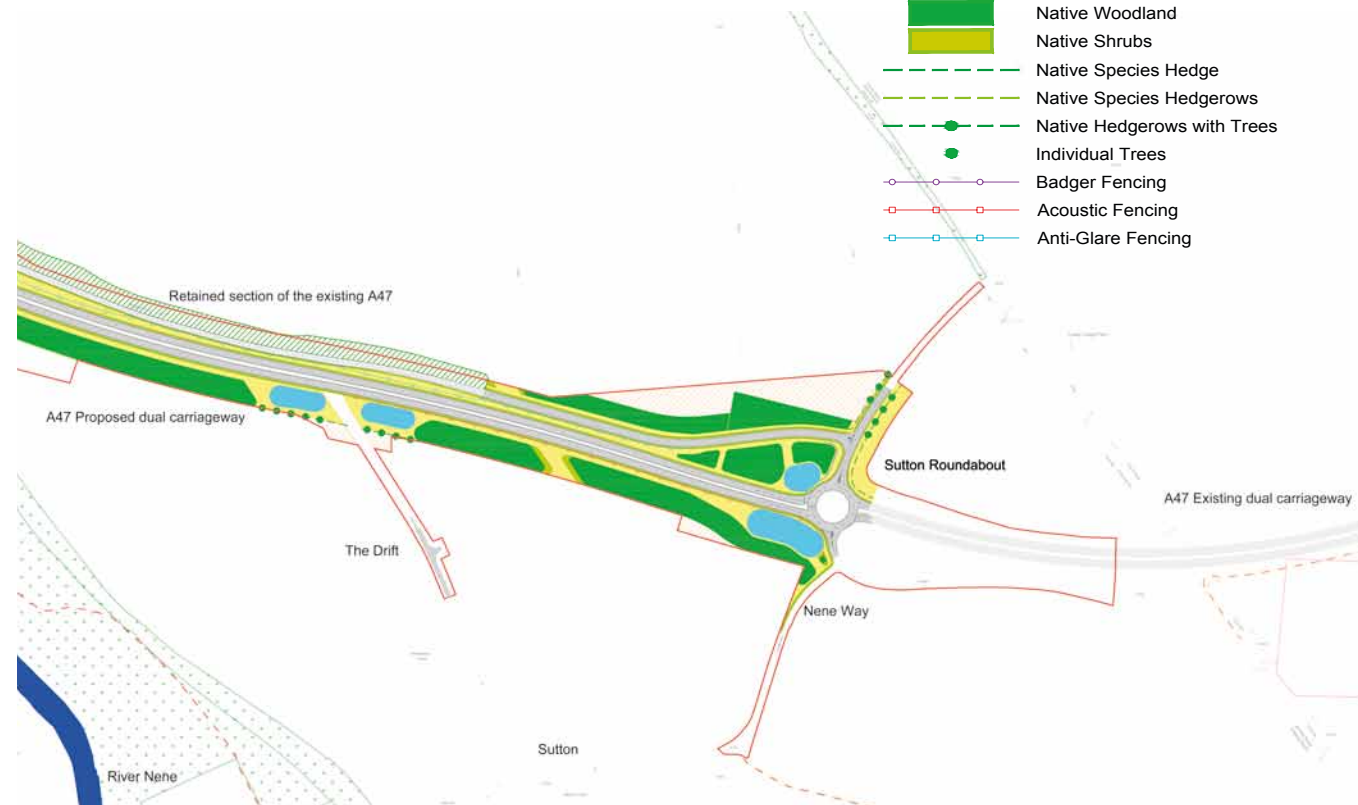 Native Woodland
Native Shrubs
Native Species Hedge
Native Species Hedgerows
Native Hedgerows with Trees
Individual Trees
Badger Fencing
Acoustic Fencing
Anti-Glare Fencing
Retained section of the existing A47
A47 Proposed dual carriageway
Sutton Roundabout
A47 Existing dual carriageway
The Drift
Nene Way
Sutton
River Nene